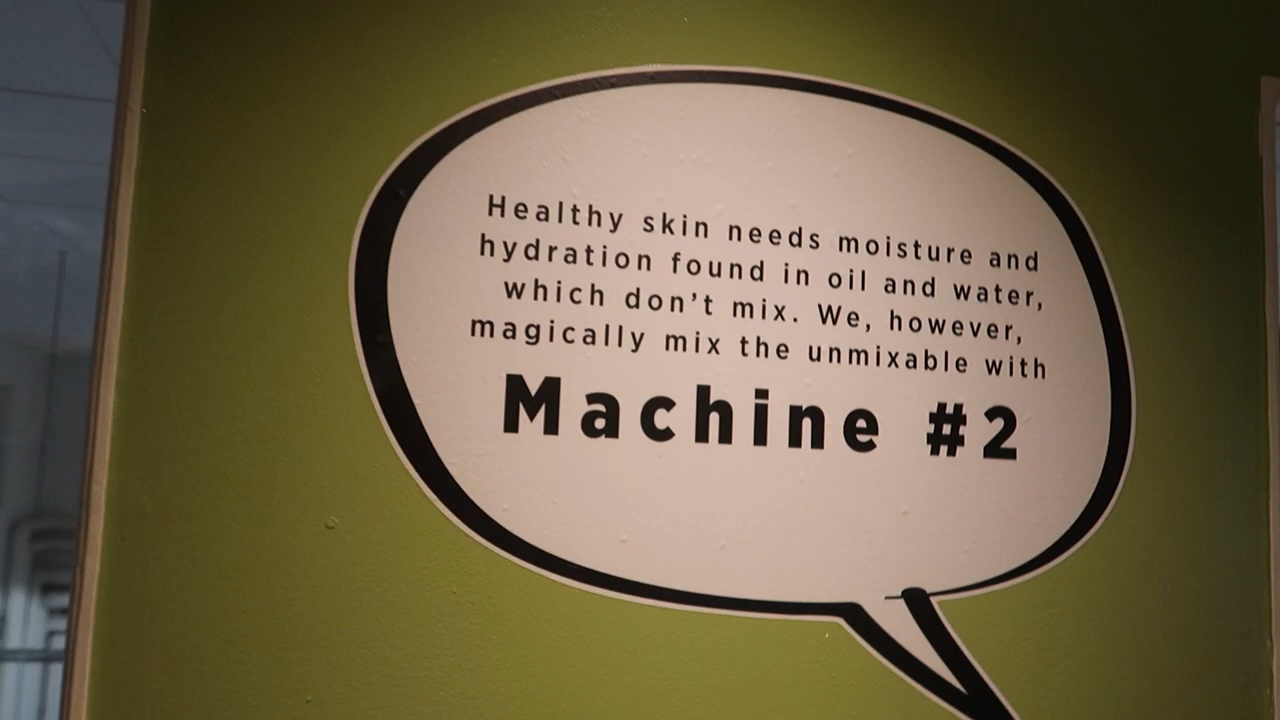 Healthy skin needs moisture and
hydration found in oil and water,
which don’t mix. We, however,
magically mix the unmixable with
Machine #2